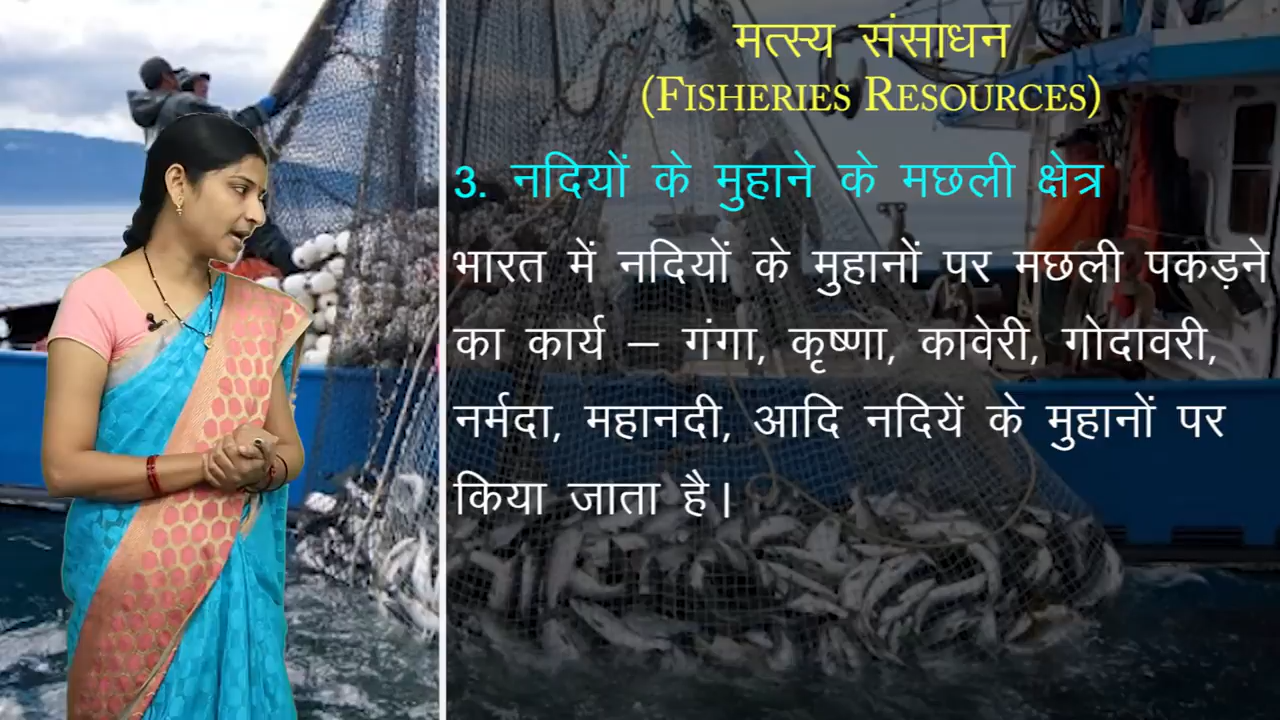 मत्स्य संसाधन
(FISHERIES RESOURCES)
3. नदियों के मुहाने के मछली क्षेत्र
भारत में नदियों के मुहानों पर मछली पकड़ने
का कार्य – गंगा, कृष्णा, कावेरी, गोदावरी,
नर्मदा, महानदी, आदि नदियें के मुहानों पर
किया जाता है।